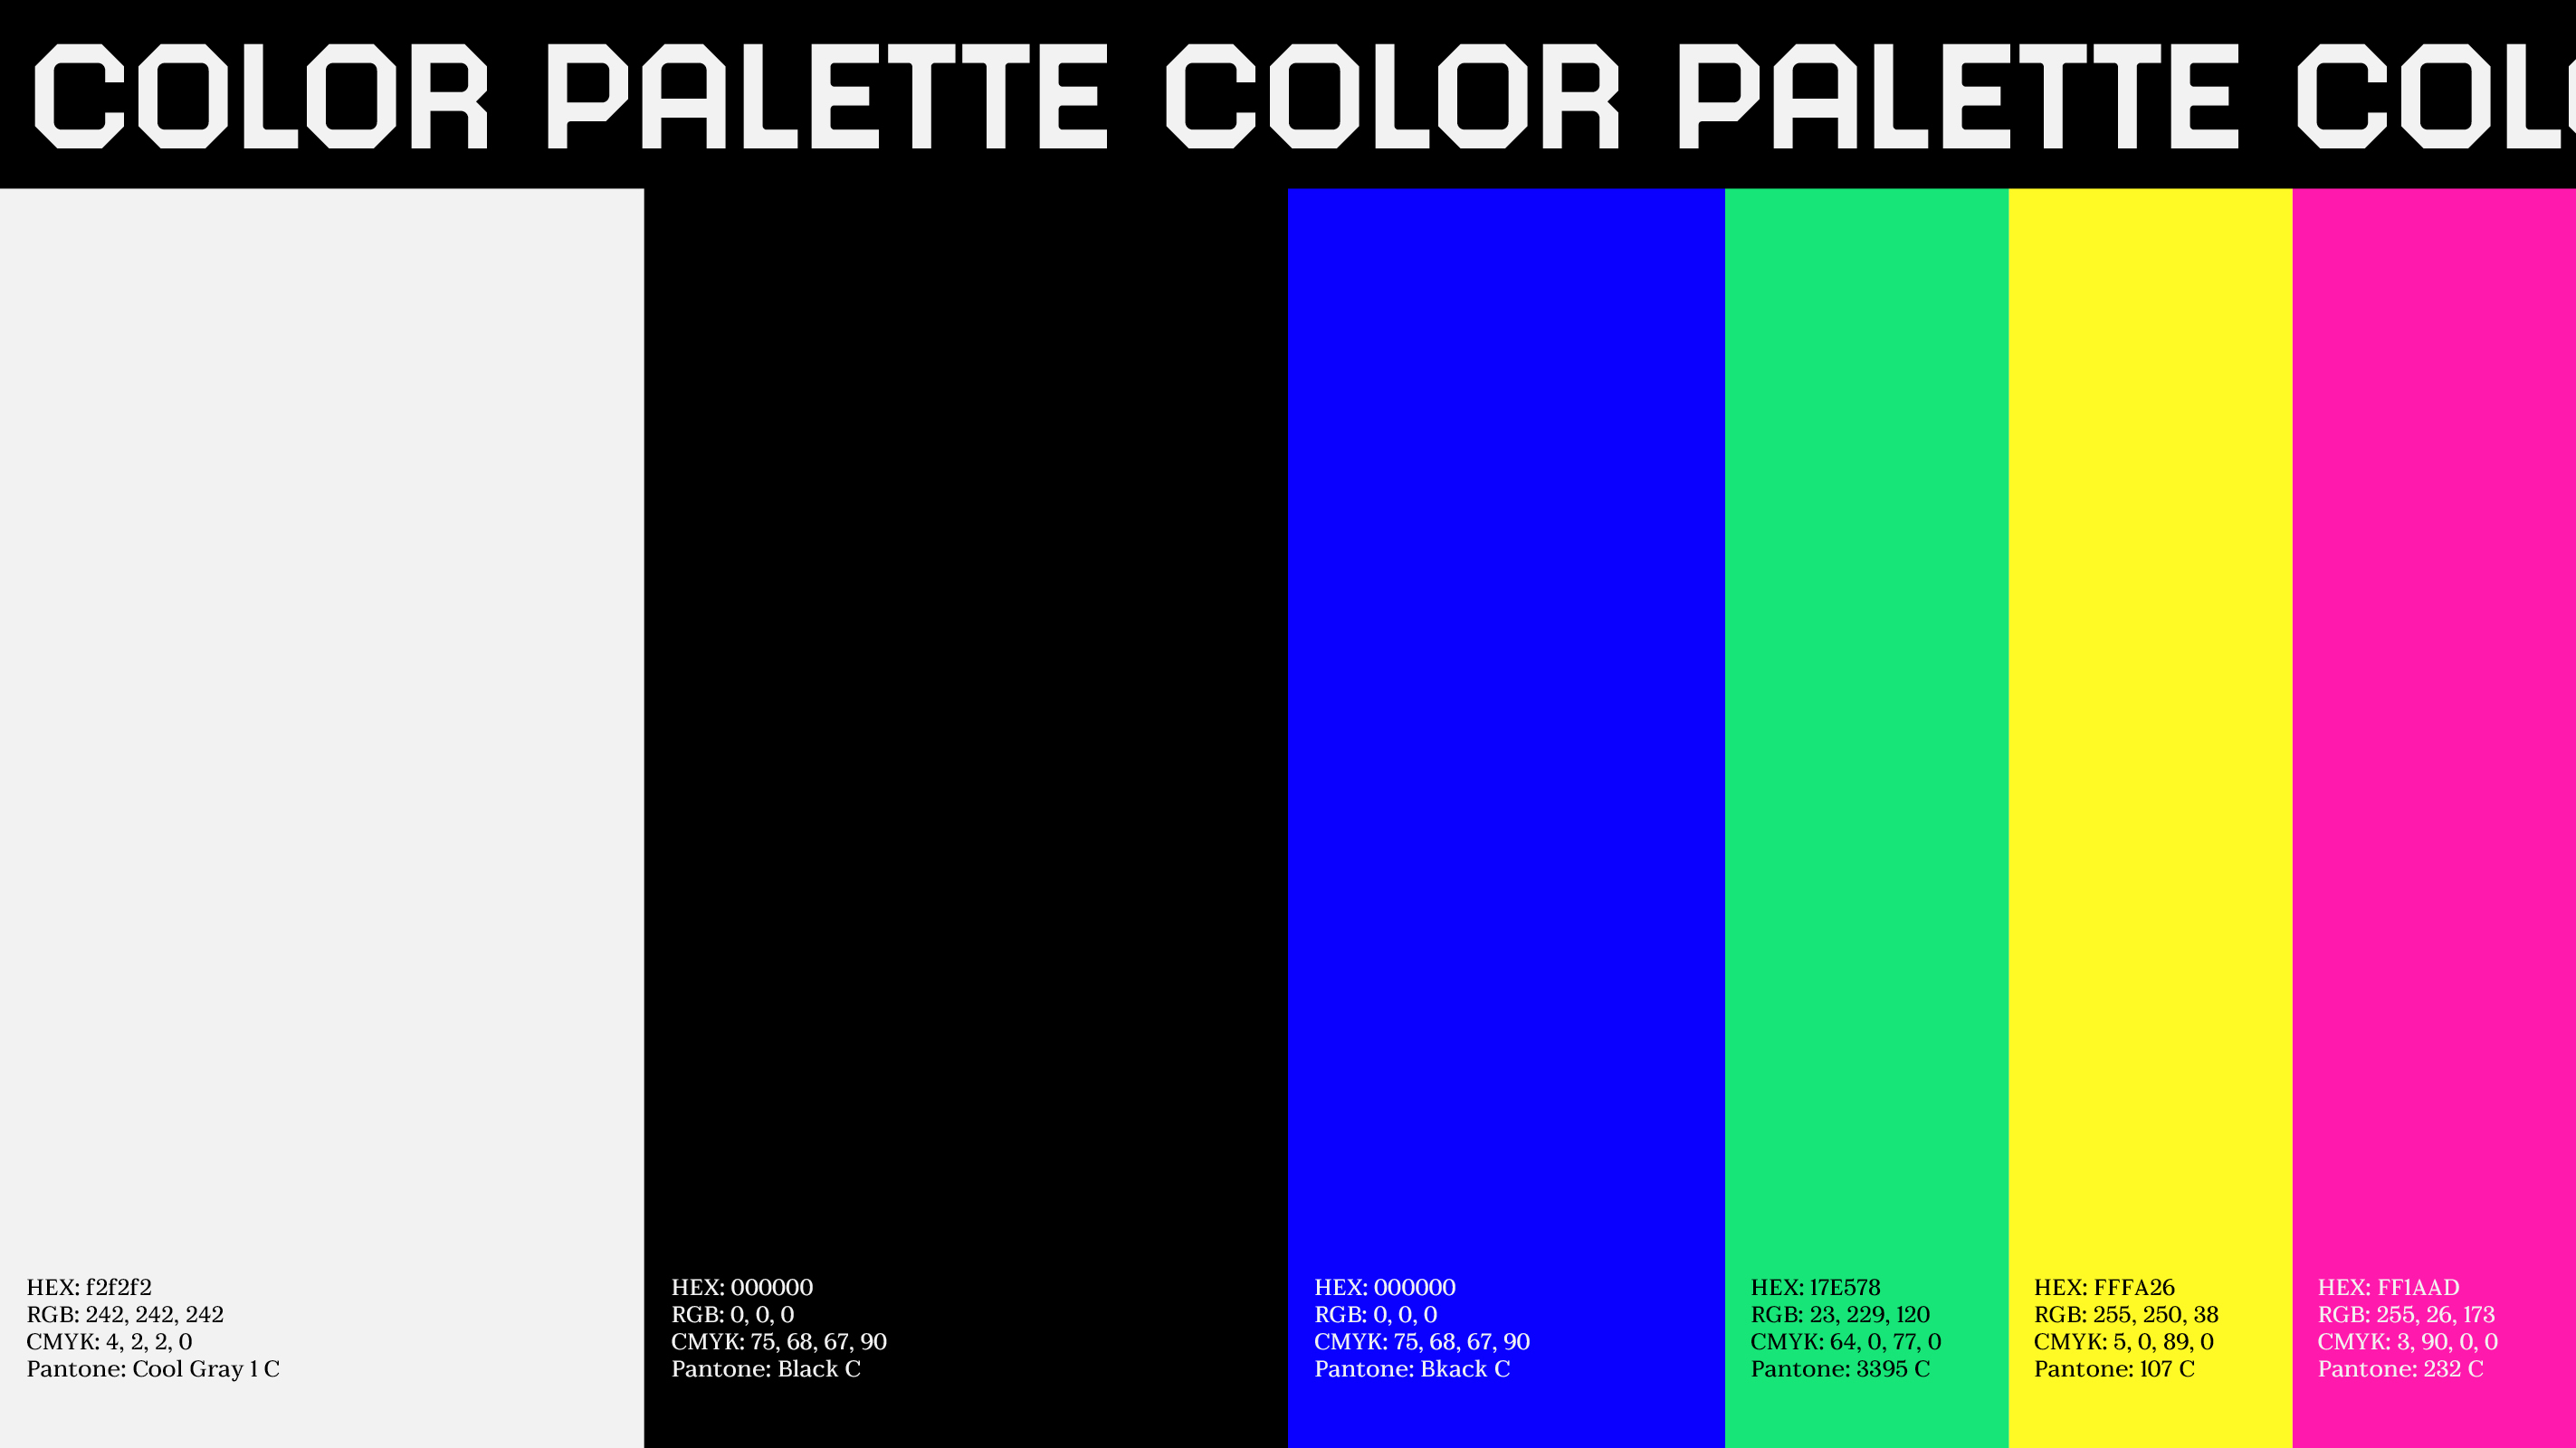 COLOR PALETTE COLOR PALETTE COL
HEX: f2f2f2
RGB: 242, 242, 242
CMYK: 4, 2, 2, 0
Pantone: Cool Gray 1 C
HEX: 000000
RGB: 0, 0, 0
CMYK: 75, 68, 67, 90
Pantone: Black C
HEX: 000000
RGB: 0, 0, 0
CMYK: 75, 68, 67, 90
Pantone: Bkack C
HEX: 17E578
RGB: 23, 229, 120
CMYK: 64, 0, 77, 0
Pantone: 3395 C
HEX: FFFA26
RGB: 255, 250, 38
CMYK: 5, 0, 89, 0
Pantone: 107 C
HEX: FF1AAD
RGB: 255, 26, 173
CMYK: 3, 90, 0, 0
Pantone: 232 C